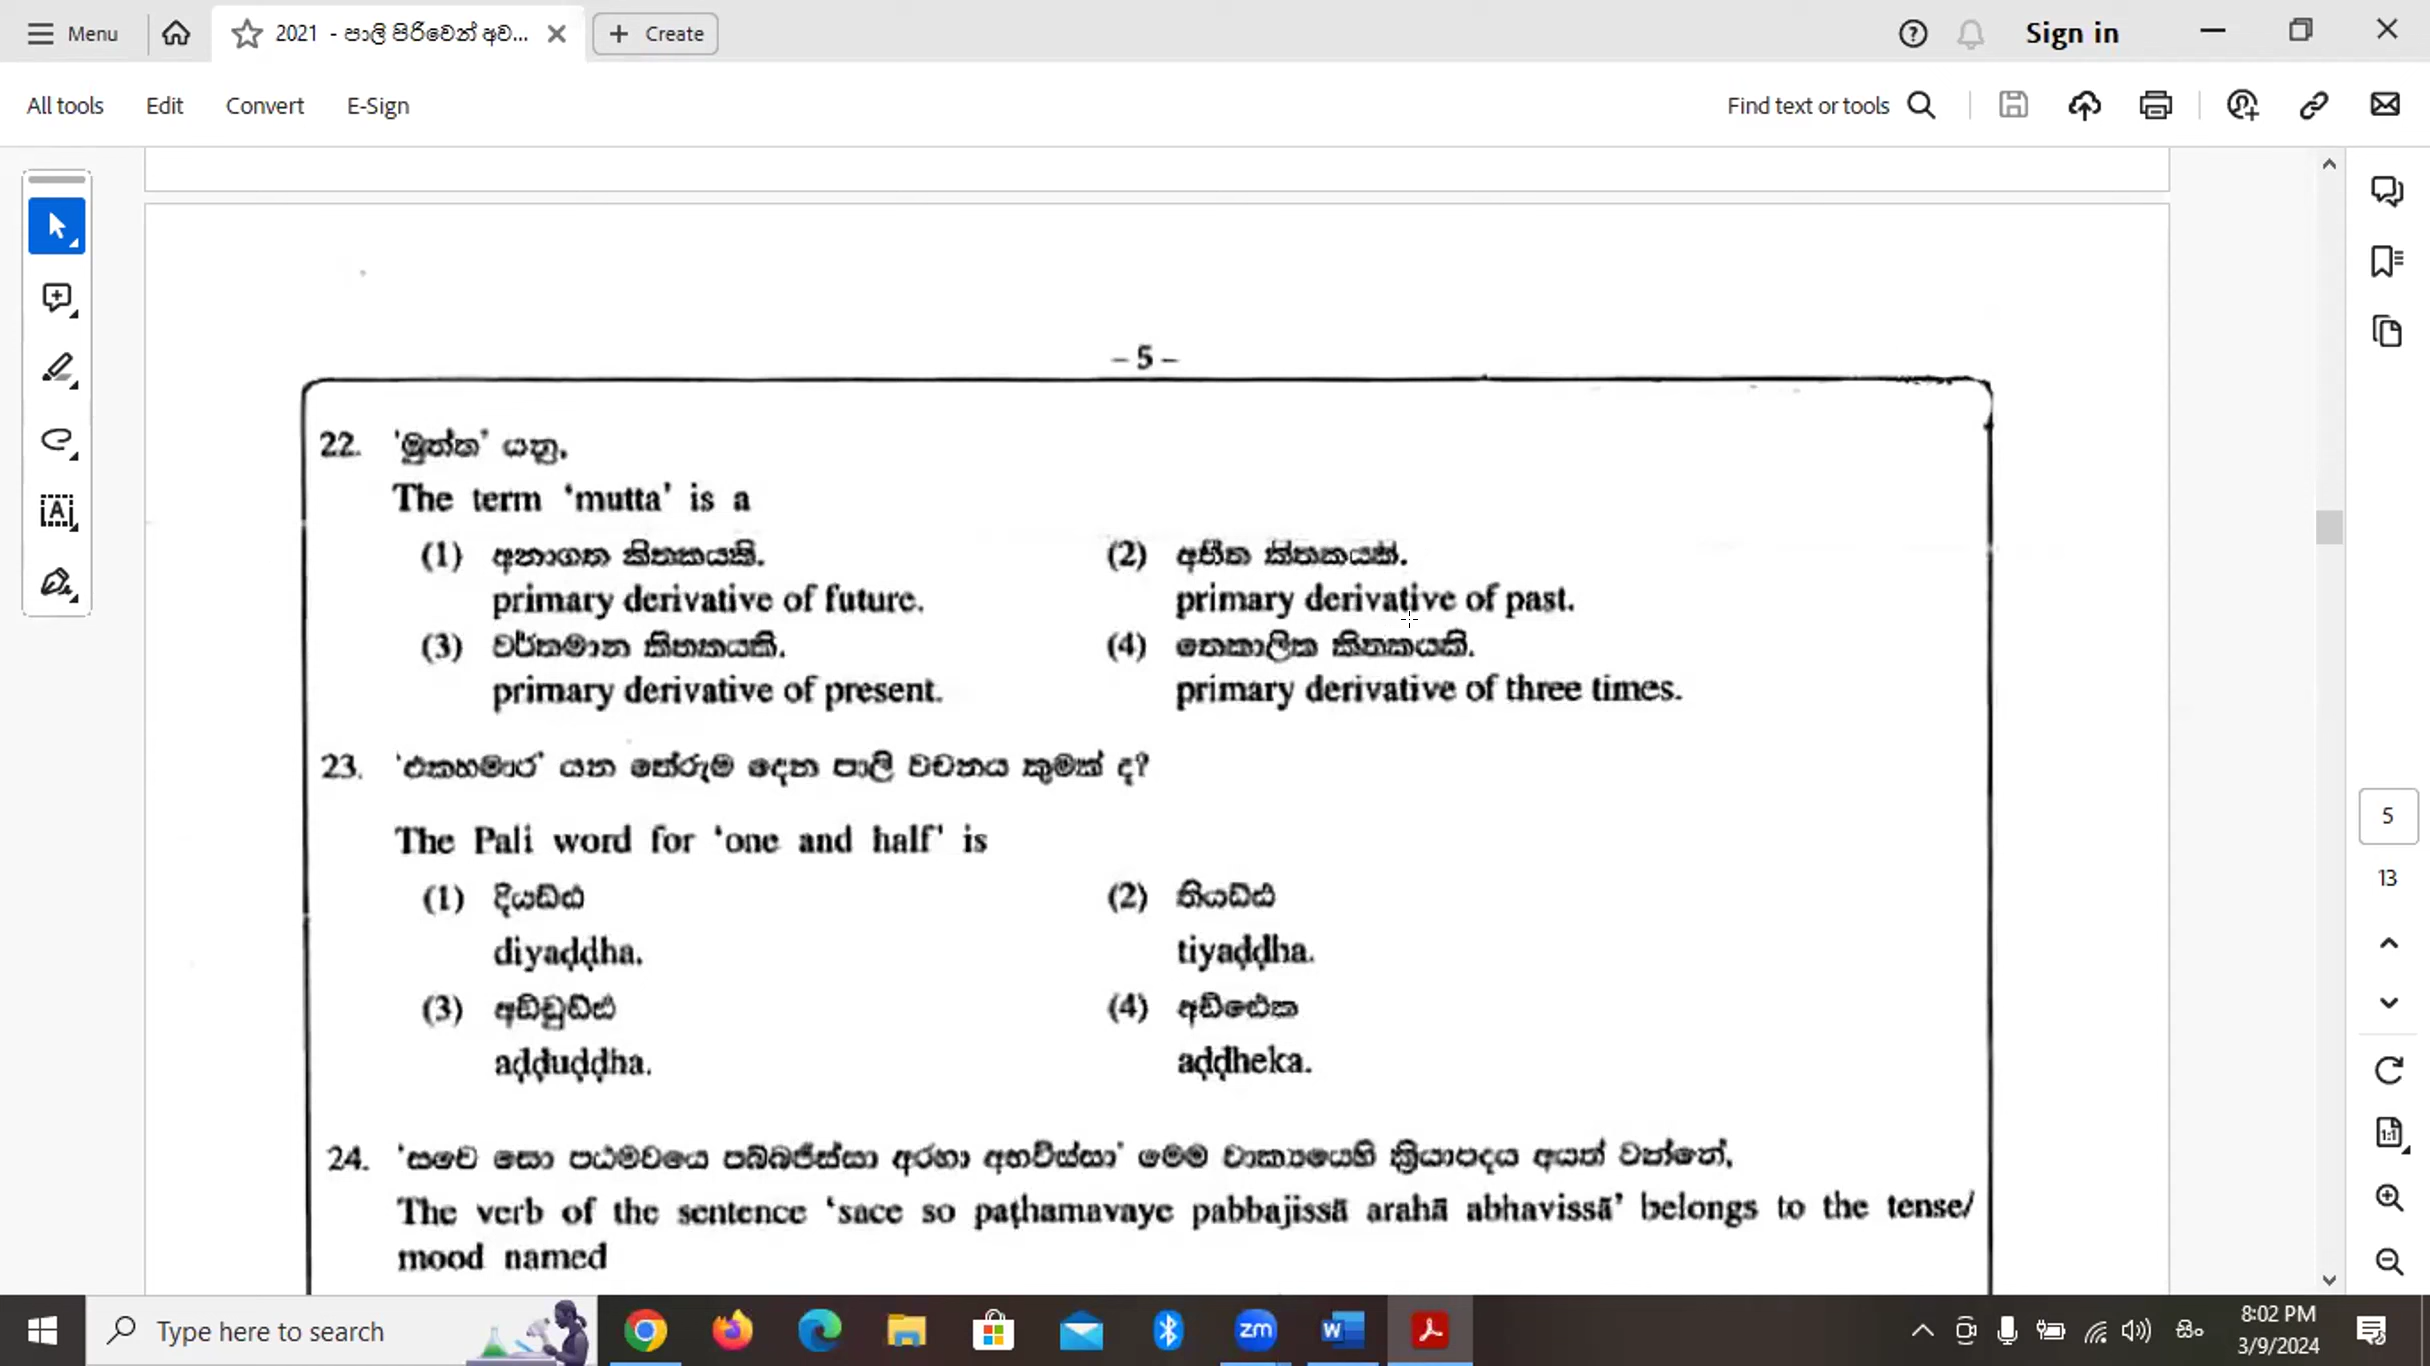 Menu
2021 - පාලි පිරිවෙන් අව...
Create
Sign in
All tools
Edit
Convert
E-Sign
Find text or tools
– 5 –
22. 'මුත්ත' යනු,
The term 'mutta' is a
(1) අනාගත කිතකයකි.
primary derivative of future.
(2) අතීත කිතකයකි.
primary derivative of past.
(3) වර්තමාන කිතකයකි.
primary derivative of present.
(4) තෙකාලික කිතකයකි.
primary derivative of three times.
23. 'එකහමාර' යන තේරුම දෙන පාලි වචනය කුමක් ද?
The Pali word for 'one and half' is
(1) දියඩ්ඪ
diyaḍḍha.
(2) තියඩ්ඪ
tiyaḍḍha.
(3) අඩ්ඩුඩ්ඪ
aḍḍuḍḍha.
(4) අඩ්ඪෙක
aḍḍheka.
24. 'සචෙ සො පඨමවයෙ පබ්බජිස්සා අරහා අභවිස්සා' මෙම වාක්‍යයෙහි ක්‍රියාපදය අයත් වන්නේ,
The verb of the sentence 'sace so paṭhamavaye pabbajissā arahā abhavissā' belongs to the tense/
mood named
5
13
Type here to search
zm
සිං
8:02 PM
3/9/2024